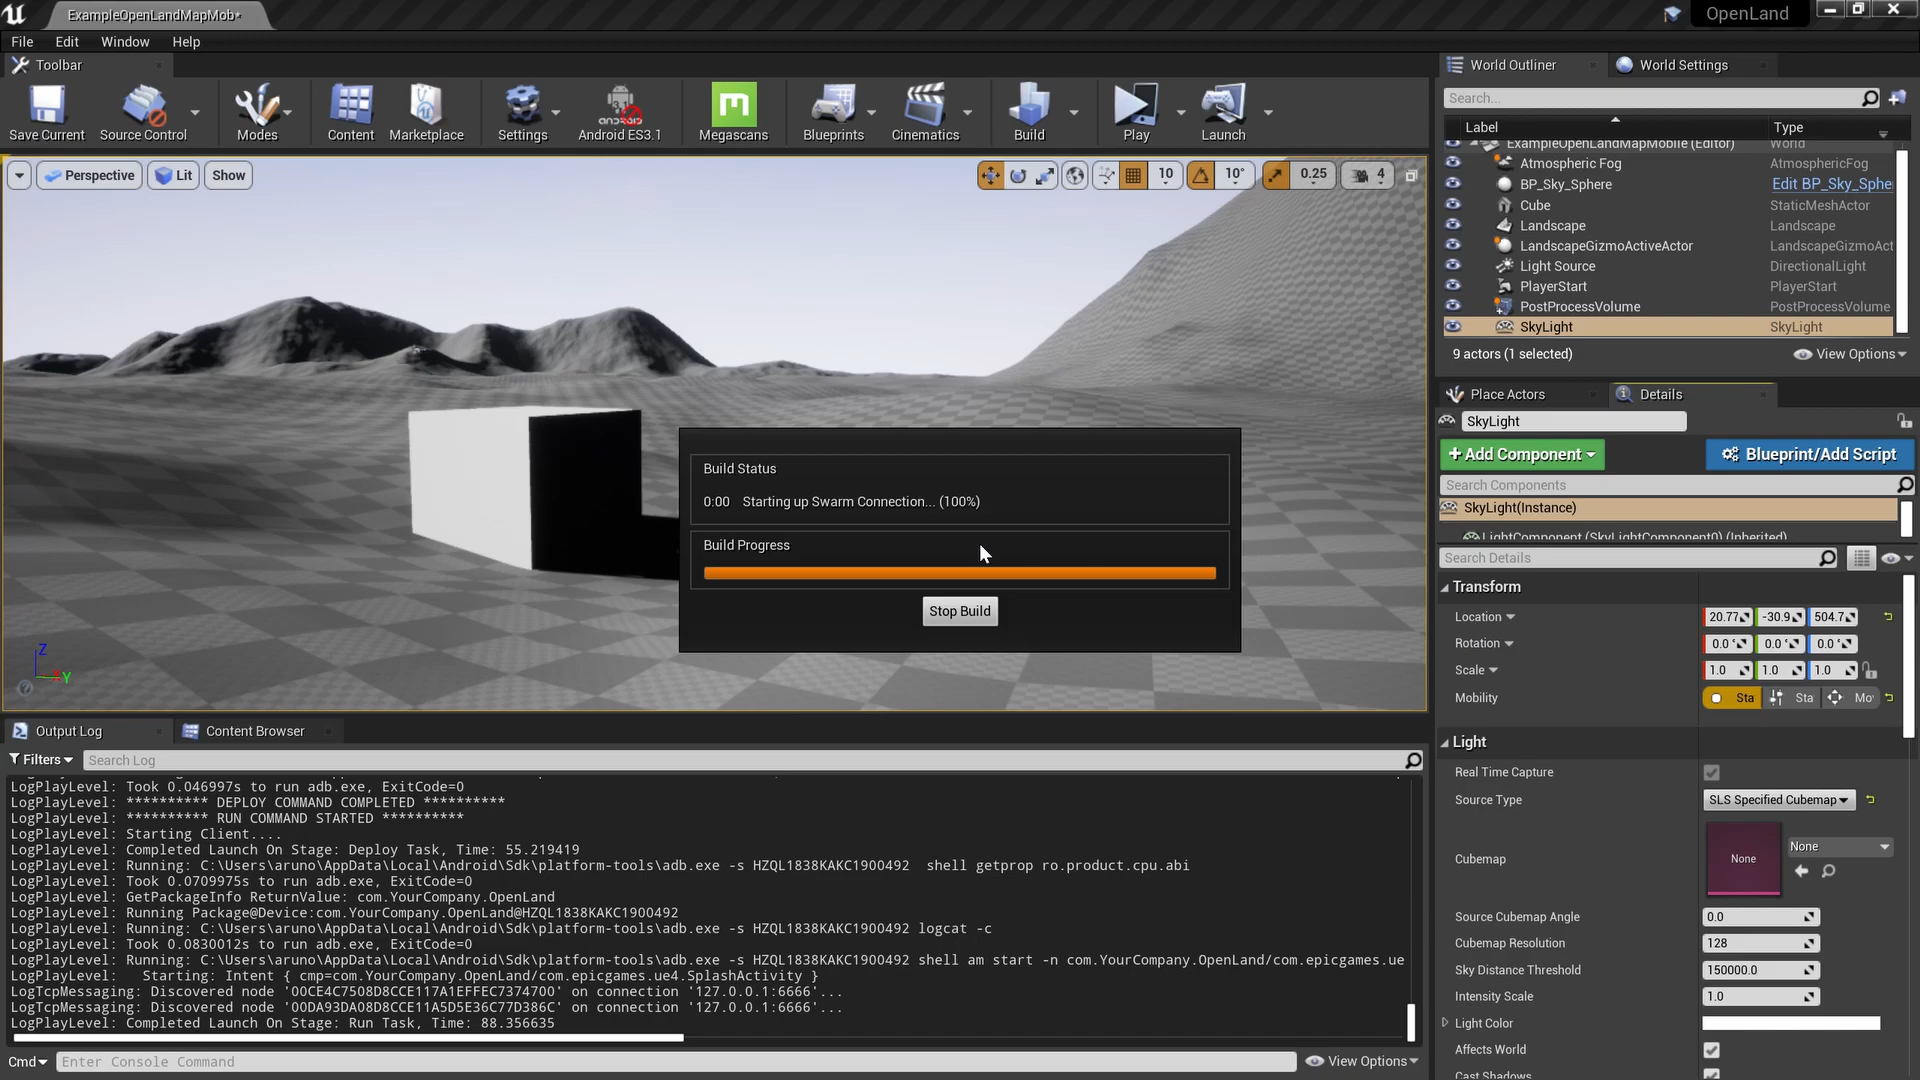 ExampleOpenLandMapMob*
OpenLand
File Edit Window Help
Toolbar
World Outliner
World Settings
Save Current
Source Control
Modes
Content
Marketplace
Settings
Android ES3.1
Megascans
Blueprints
Cinematics
Build
Play
Launch
Search...
Label
Type
ExampleOpenLandMapMobile (Editor) World
Atmospheric Fog AtmosphericFog
BP_Sky_Sphere Edit BP_Sky_Sphe
Cube StaticMeshActor
Landscape Landscape
LandscapeGizmoActiveActor LandscapeGizmoAct
Light Source DirectionalLight
PlayerStart PlayerStart
PostProcessVolume PostProcessVolume
SkyLight SkyLight
9 actors (1 selected)
View Options
Perspective
Lit
Show
10
10°
0.25
4
Build Status
0:00 Starting up Swarm Connection... (100%)
Build Progress
Stop Build
Z
Y
Place Actors
Details
SkyLight
+ Add Component
Blueprint/Add Script
Search Components
SkyLight(Instance)
LightComponent (SkyLightComponent0) (Inherited)
Search Details
Transform
Location 20.77 -30.9 504.7
Rotation 0.0 ° 0.0 ° 0.0 °
Scale 1.0 1.0 1.0
Mobility Sta Sta Mo
Light
Real Time Capture
Source Type SLS Specified Cubemap
Cubemap None None
Source Cubemap Angle 0.0
Cubemap Resolution 128
Sky Distance Threshold 150000.0
Intensity Scale 1.0
Light Color
Affects World
Cast Shadows
Output Log
Content Browser
Filters
Search Log
LogPlayLevel: Took 0.046997s to run adb.exe, ExitCode=0
LogPlayLevel: ********** DEPLOY COMMAND COMPLETED **********
LogPlayLevel: ********** RUN COMMAND STARTED **********
LogPlayLevel: Starting Client....
LogPlayLevel: Completed Launch On Stage: Deploy Task, Time: 55.219419
LogPlayLevel: Running: C:\Users\aruno\AppData\Local\Android\Sdk\platform-tools\adb.exe -s HZQL1838KAKC1900492 shell getprop ro.product.cpu.abi
LogPlayLevel: Took 0.0709975s to run adb.exe, ExitCode=0
LogPlayLevel: GetPackageInfo ReturnValue: com.YourCompany.OpenLand
LogPlayLevel: Running Package@Device:com.YourCompany.OpenLand@HZQL1838KAKC1900492
LogPlayLevel: Running: C:\Users\aruno\AppData\Local\Android\Sdk\platform-tools\adb.exe -s HZQL1838KAKC1900492 logcat -c
LogPlayLevel: Took 0.0830012s to run adb.exe, ExitCode=0
LogPlayLevel: Running: C:\Users\aruno\AppData\Local\Android\Sdk\platform-tools\adb.exe -s HZQL1838KAKC1900492 shell am start -n com.YourCompany.OpenLand/com.epicgames.ue
LogPlayLevel: Starting: Intent { cmp=com.YourCompany.OpenLand/com.epicgames.ue4.SplashActivity }
LogTcpMessaging: Discovered node '00CE4C7508D8CCE117A1EFFEC7374700' on connection '127.0.0.1:6666'...
LogTcpMessaging: Discovered node '00DA93DA08D8CCE11A5D5E36C77D386C' on connection '127.0.0.1:6666'...
LogPlayLevel: Completed Launch On Stage: Run Task, Time: 88.356635
Cmd
Enter Console Command
View Options